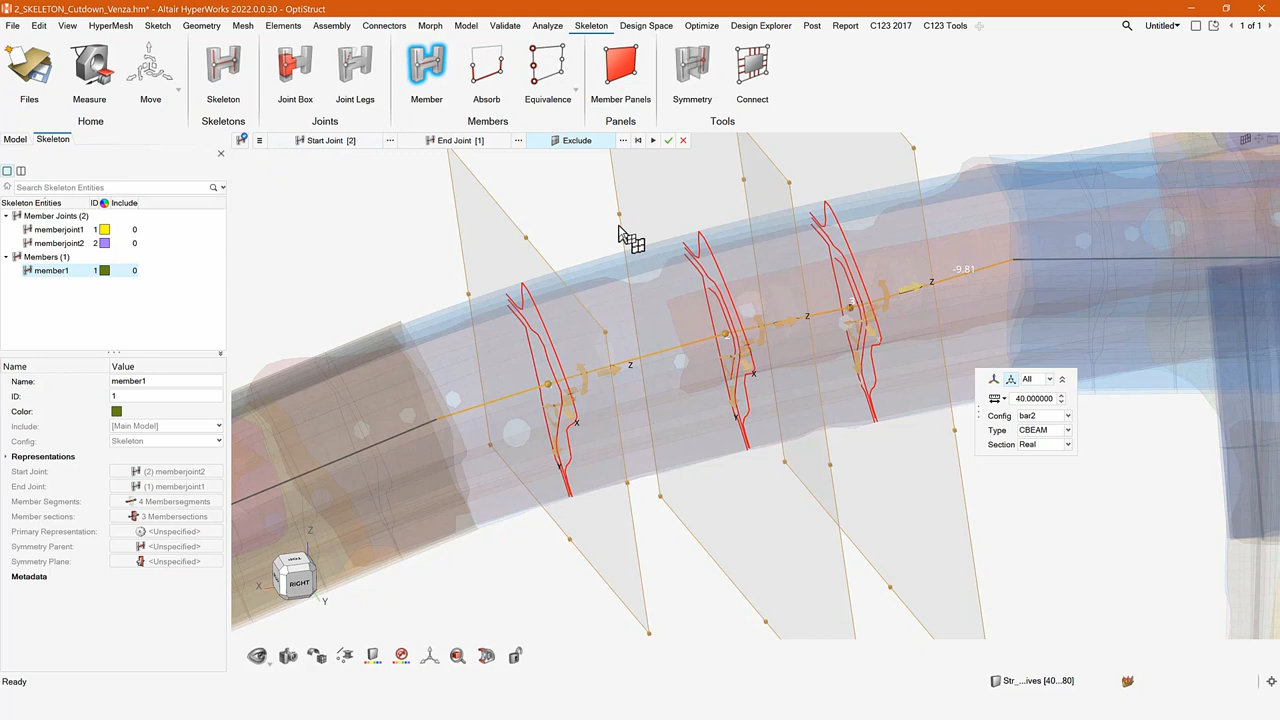 2_SKELETON_Cutdown_Venza.hm* - Altair HyperWorks 2022.0.0.30 - OptiStruct
File Edit View HyperMesh Sketch Geometry Mesh Elements Assembly Connectors Morph Model Validate Analyze Skeleton Design Space Optimize Design Explorer Post Report C123 2017 C123 Tools Untitled 1 of 1
Files Measure Move Skeleton Joint Box Joint Legs Member Absorb Equivalence Member Panels Symmetry Connect
Home Skeletons Joints Members Panels Tools
Model Skeleton
Start Joint [2] ... End Joint [1] ... Exclude ...
Search Skeleton Entities
Skeleton Entities ID Include
Member Joints (2)
memberjoint1 1 0
memberjoint2 2 0
Members (1)
member1 1 0
Name Value
Name: member1
ID: 1
Color:
Include: [Main Model]
Config: Skeleton
Representations
Start Joint: (2) memberjoint2
End Joint: (1) memberjoint1
Member Segments: 4 Membersegments
Member sections: 3 Membersections
Primary Representation: <Unspecified>
Symmetry Parent: <Unspecified>
Symmetry Plane: <Unspecified>
Metadata
-9.81
Z
Z
Z
X
X
Y
Y
All
40.000000
Config bar2
Type CBEAM
Section Real
Z
TOP
RIGHT
X
Y
Ready
Str_...ives [40...80]